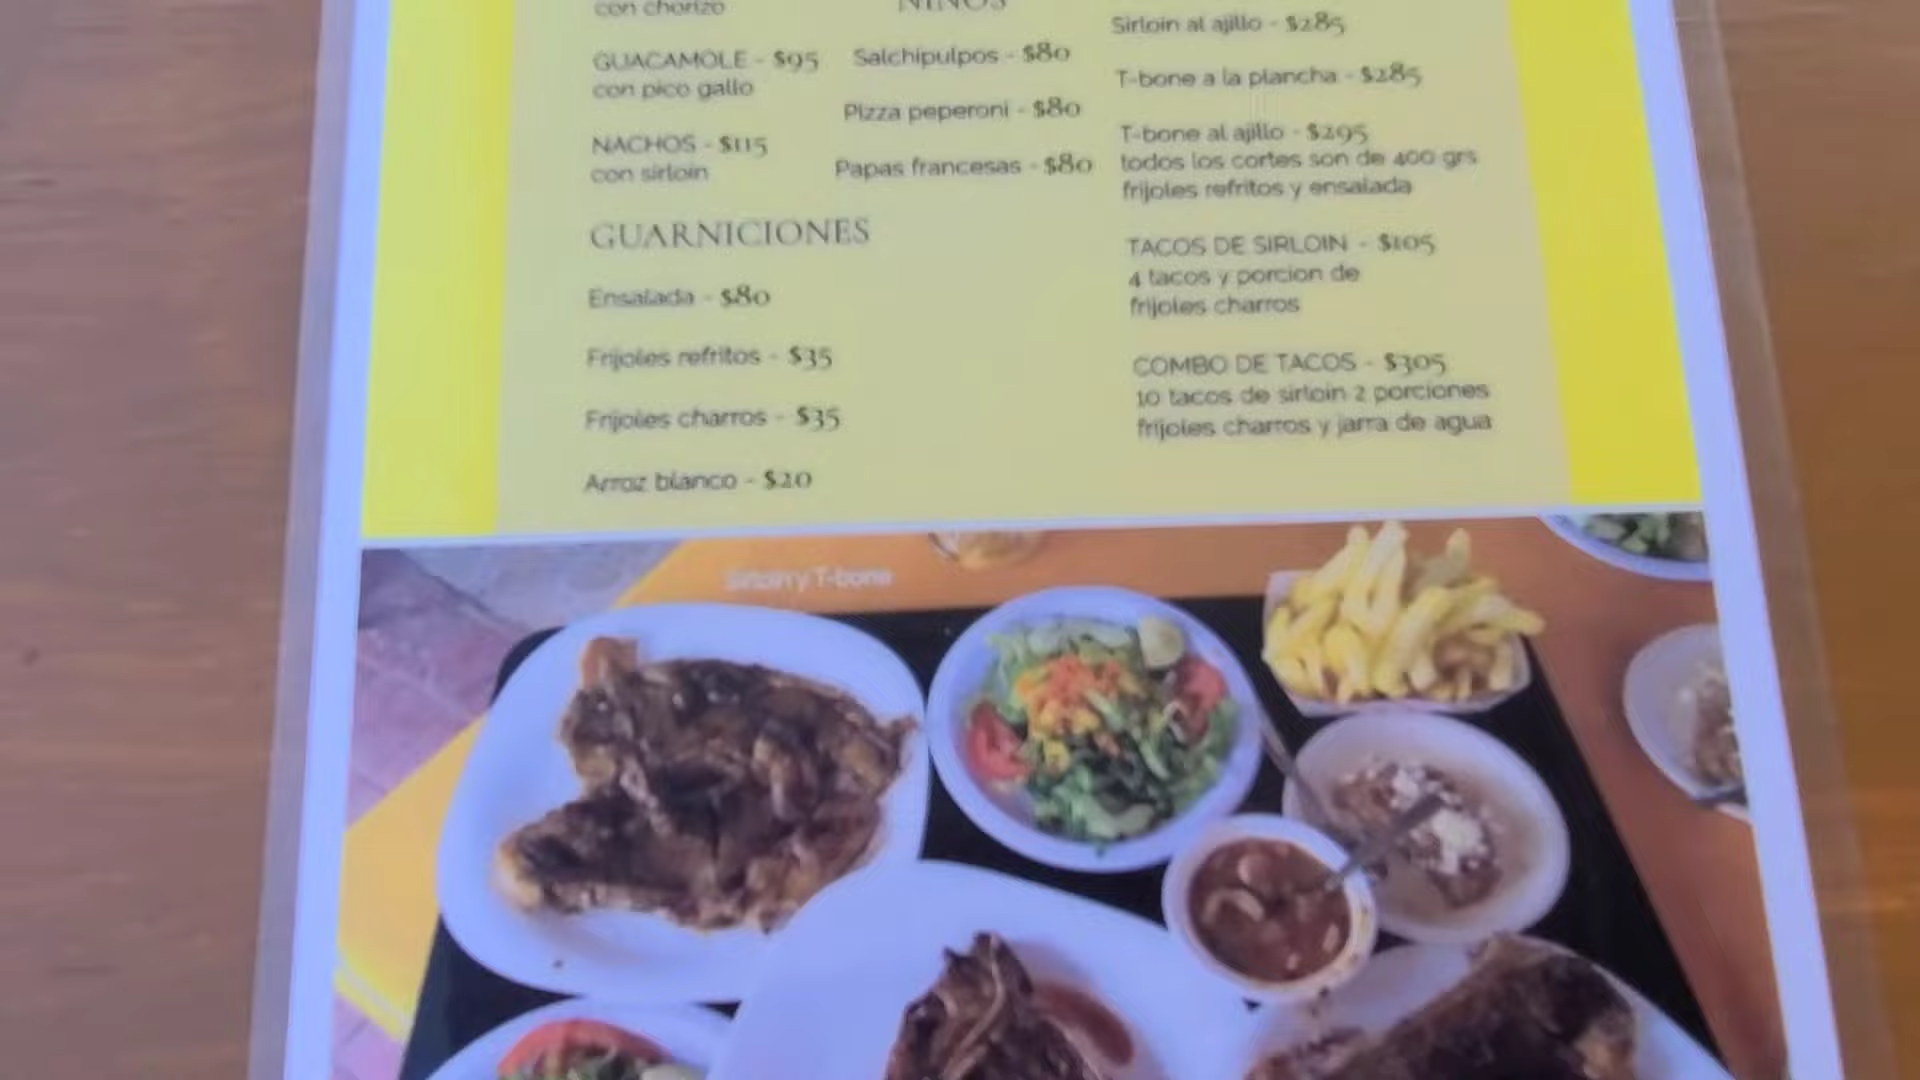 con chorizo
GUACAMOLE - $95
con pico gallo
NACHOS - $115
con sirloin
GUARNICIONES
Ensalada - $80
Frijoles refritos - $35
Frijoles charros - $35
Arroz blanco - $20
NIÑOS
Salchipulpos - $80
Pizza peperoni - $80
Papas francesas - $80
Sirloin al ajillo - $285
T-bone a la plancha - $285
T-bone al ajillo - $295
todos los cortes son de 400 grs
frijoles refritos y ensalada
TACOS DE SIRLOIN - $105
4 tacos y porcion de
frijoles charros
COMBO DE TACOS - $305
10 tacos de sirloin 2 porciones
frijoles charros y jarra de agua
Sirloin y T-bone